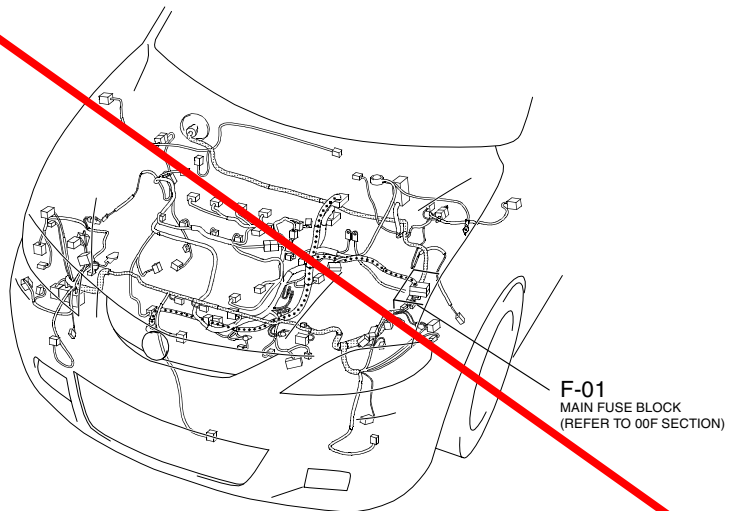 F-01
MAIN FUSE BLOCK
(REFER TO 00F SECTION)